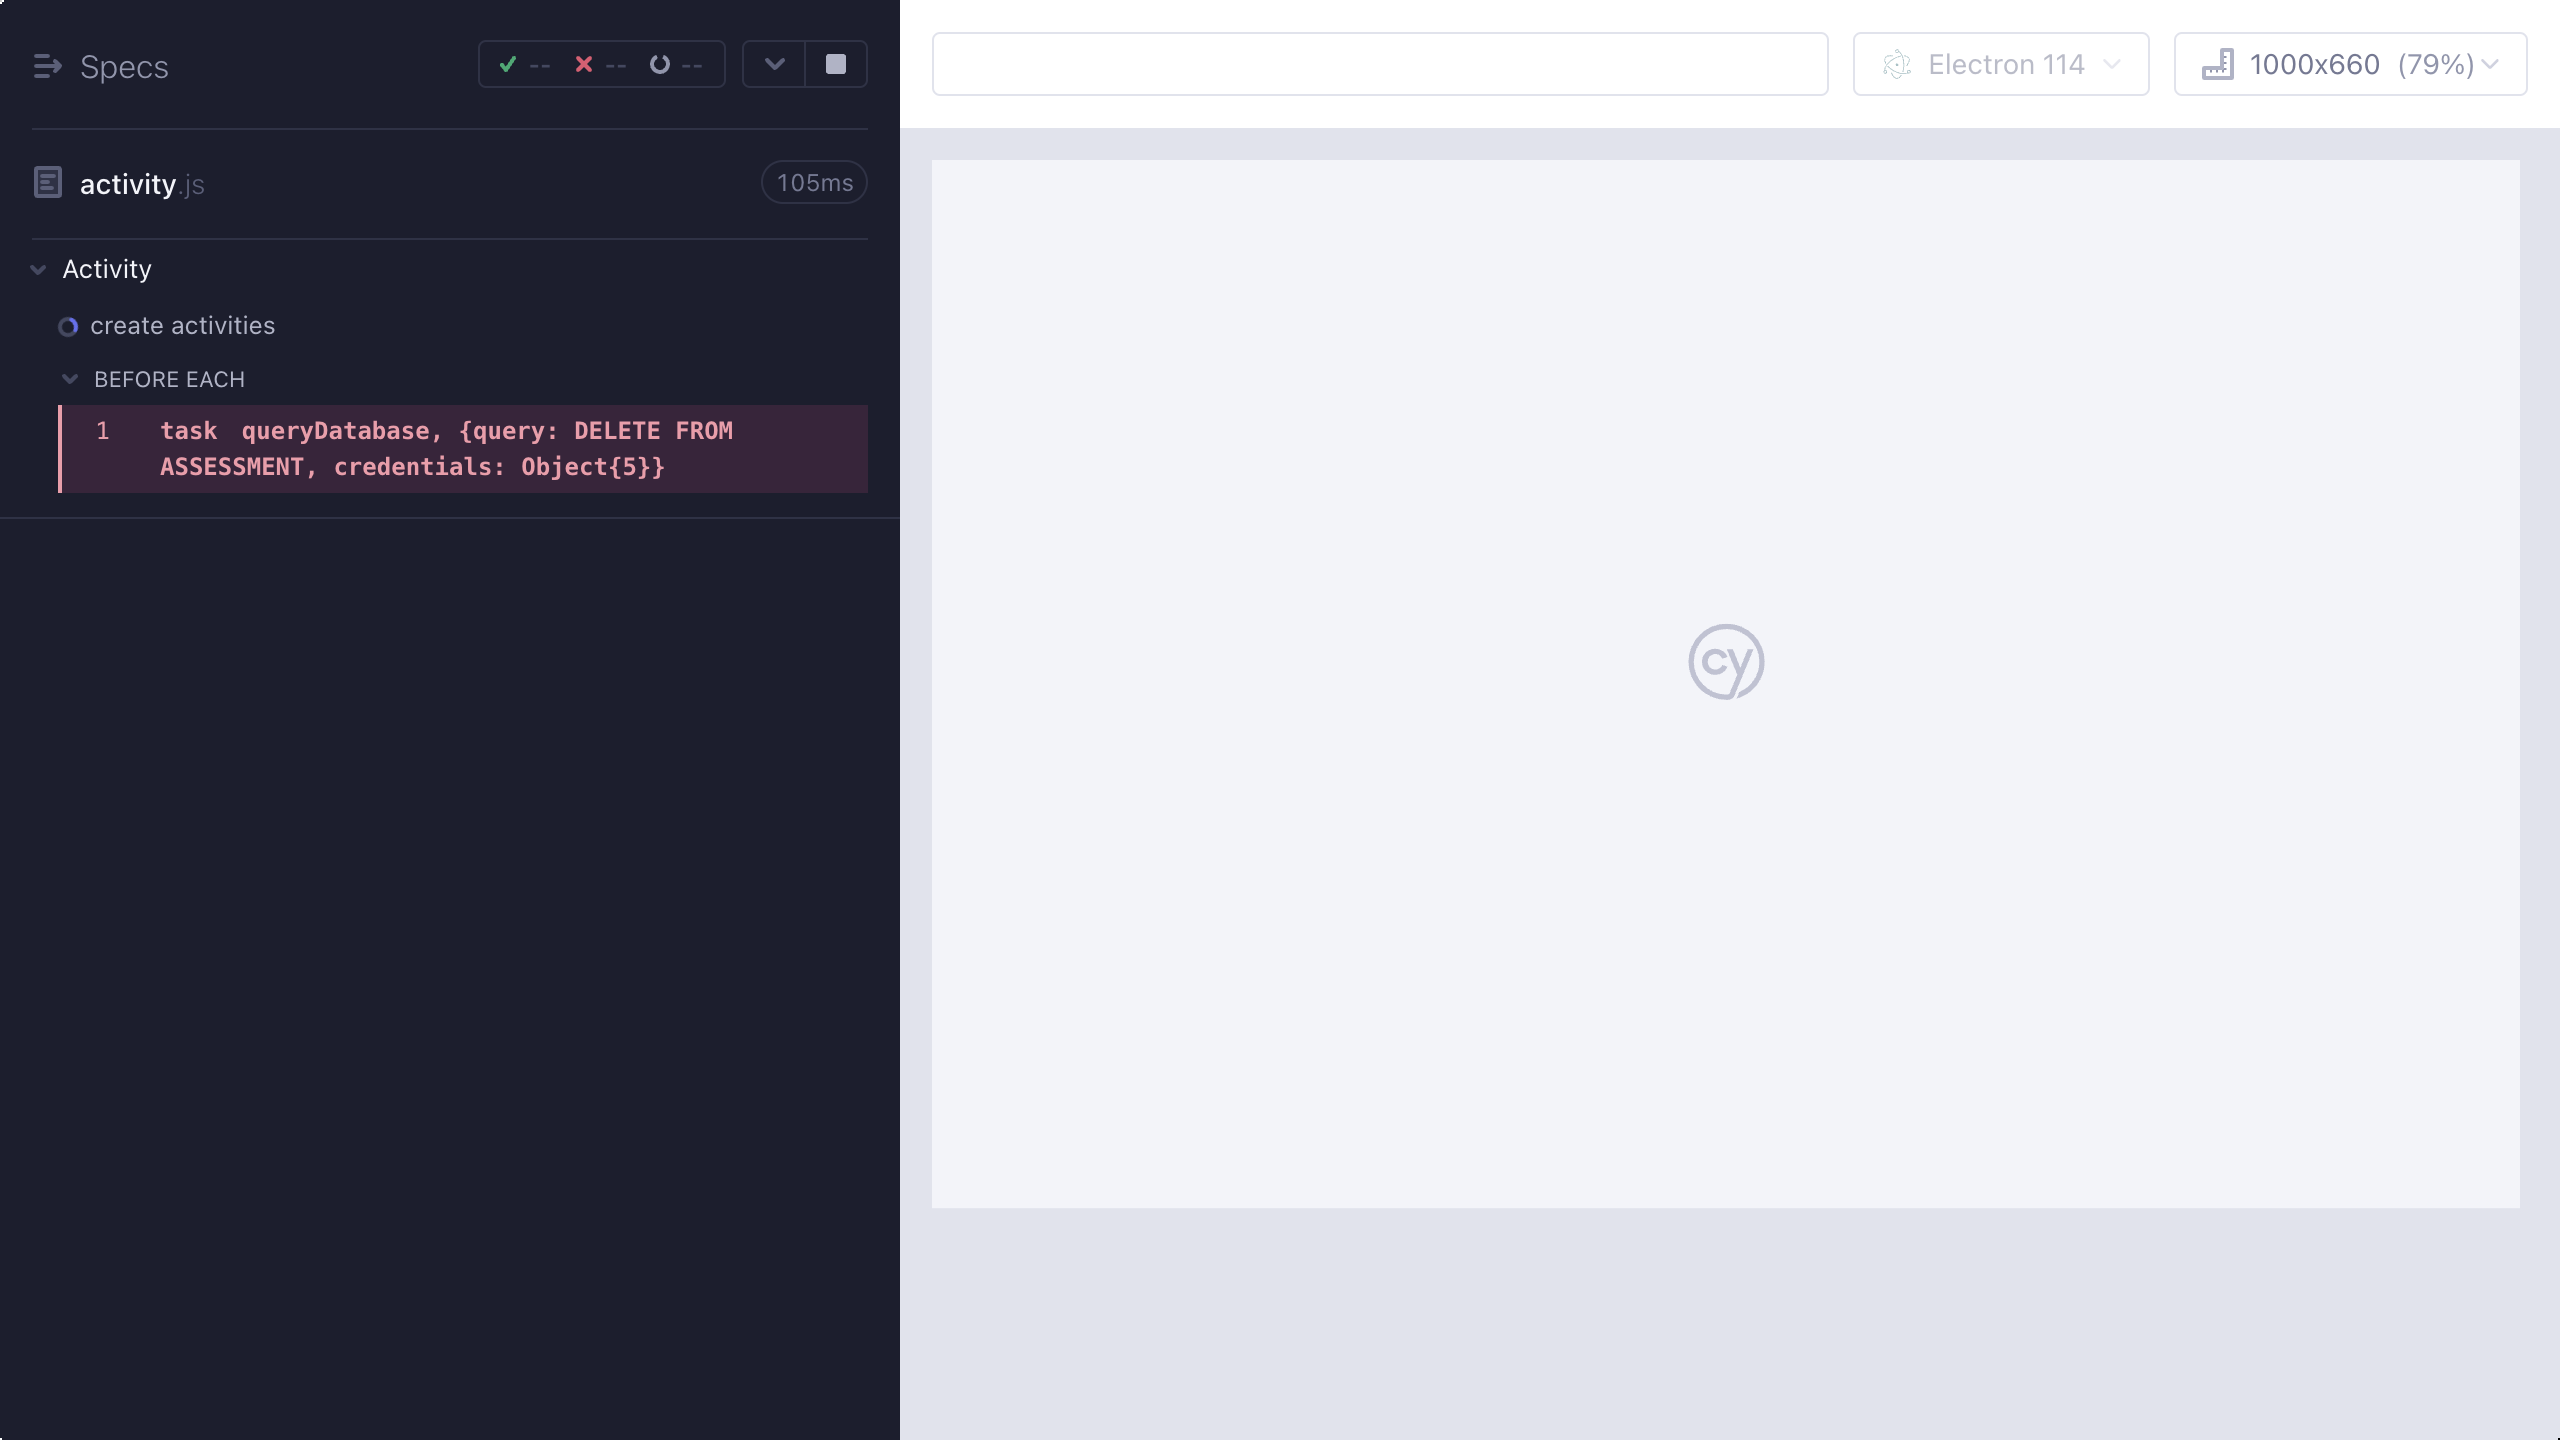 Specs
-- -- --
activity.js
105ms
Activity
create activities
BEFORE EACH
1 task queryDatabase, {query: DELETE FROM
ASSESSMENT, credentials: Object{5}}
Electron 114
1000x660 (79%)
cy